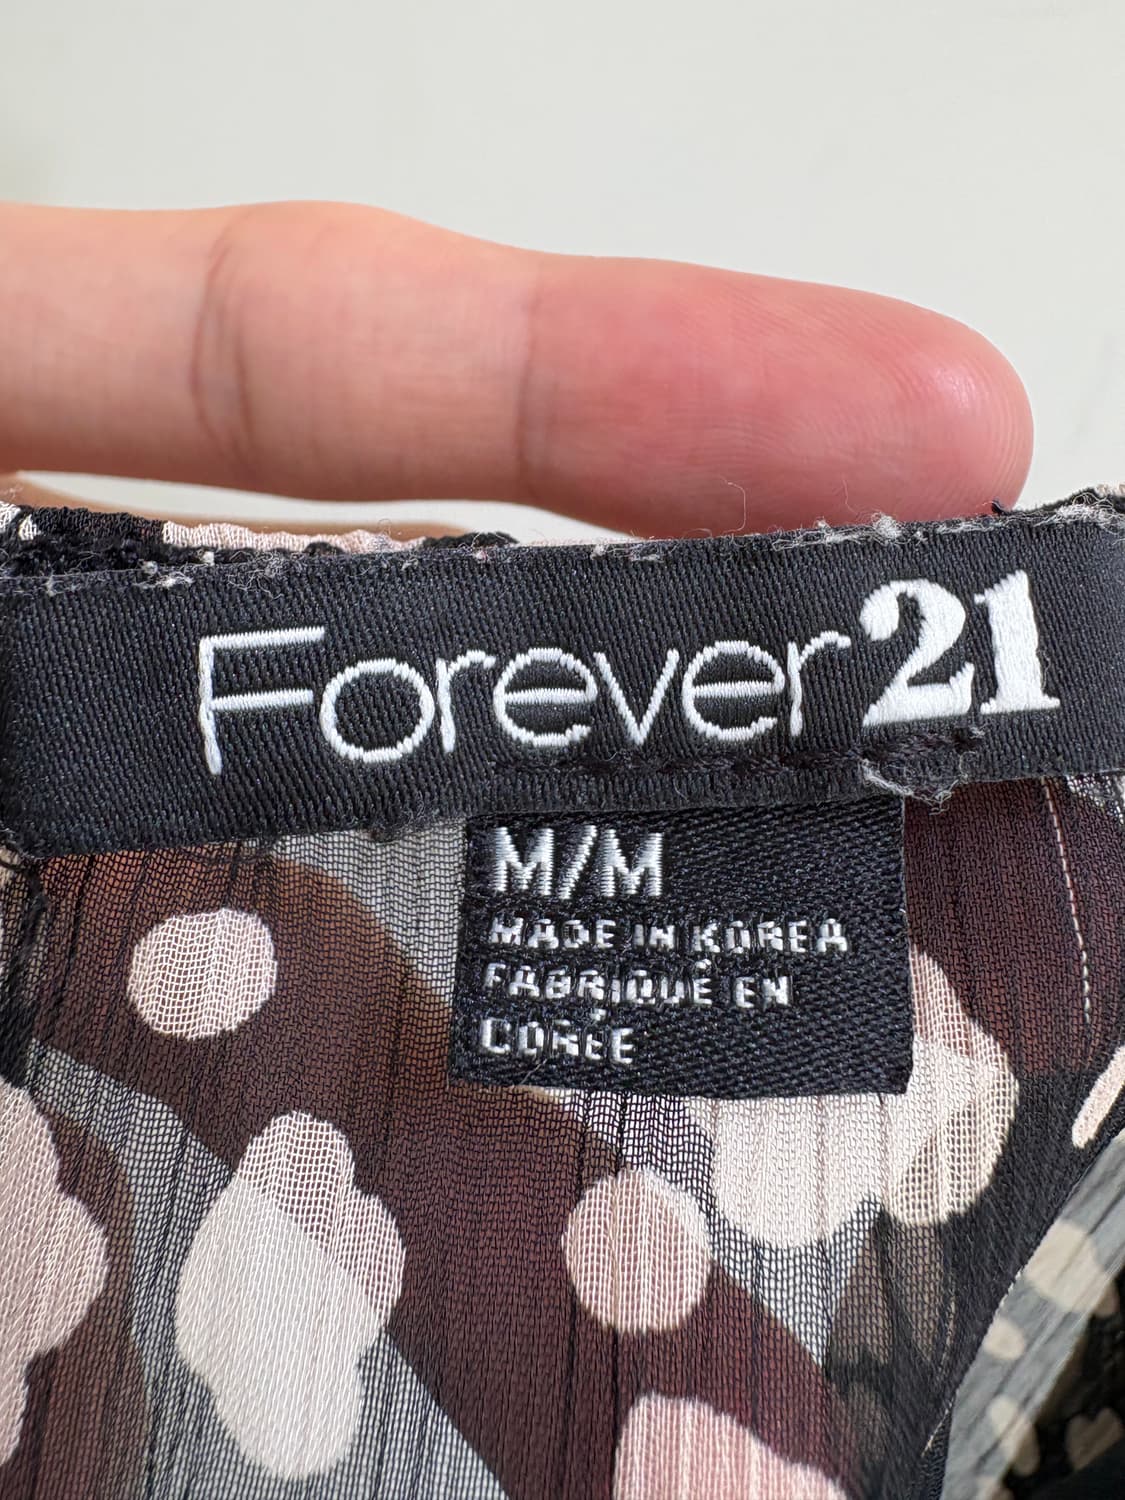 Forever21
M/M
MADE IN KOREA
FABRIQUÉ EN
CORÉE